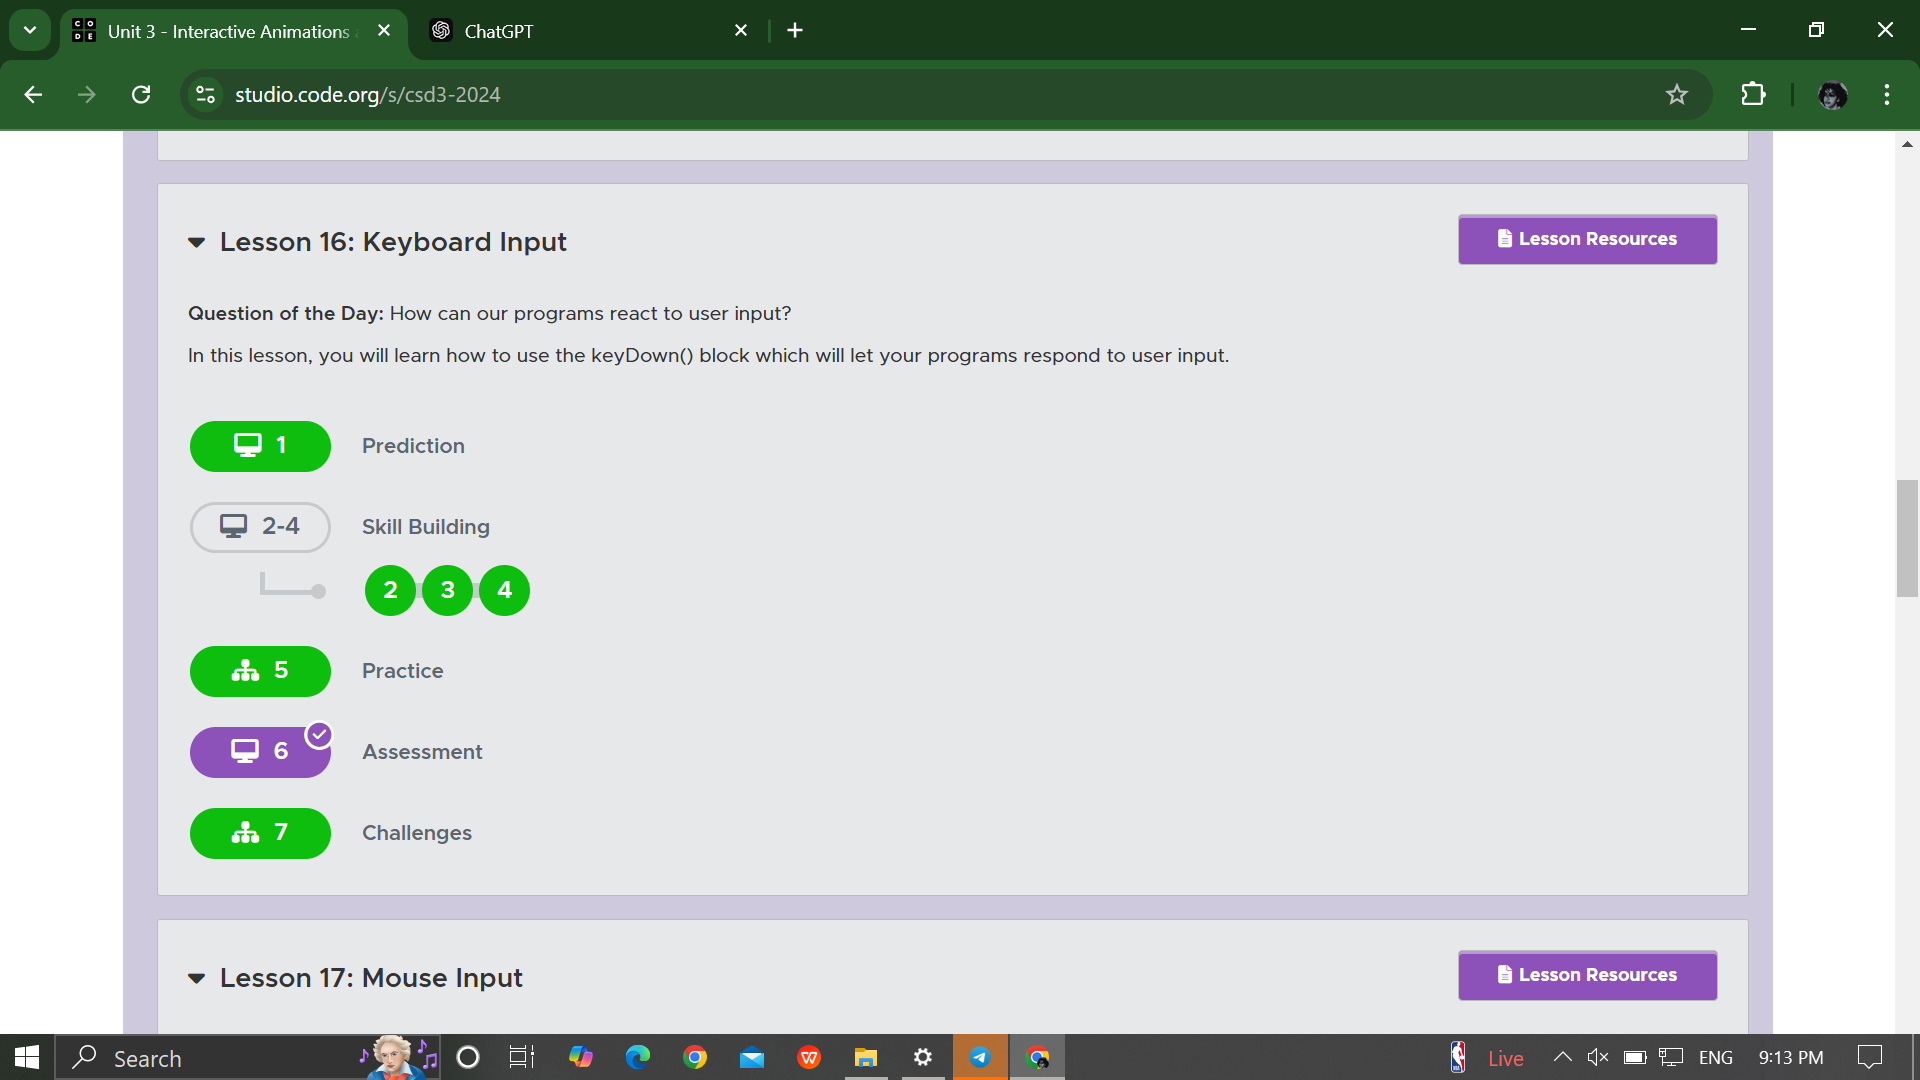 CODE
Unit 3 - Interactive Animations a
ChatGPT
studio.code.org/s/csd3-2024
Lesson 16: Keyboard Input
Lesson Resources
Question of the Day: How can our programs react to user input?
In this lesson, you will learn how to use the keyDown() block which will let your programs respond to user input.
1 Prediction
2-4 Skill Building
2 3 4
5 Practice
6 Assessment
7 Challenges
Lesson 17: Mouse Input
Lesson Resources
Search
Live
ENG
9:13 PM